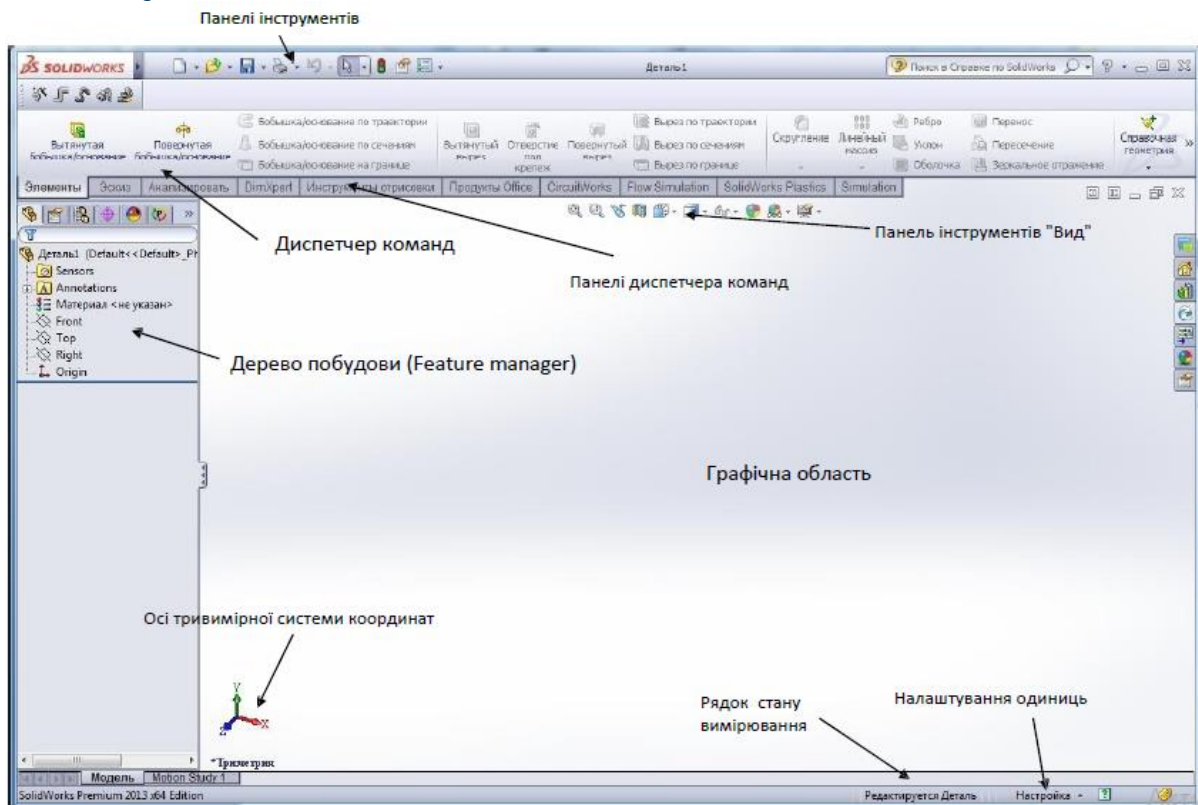 Панелі інструментів
SOLIDWORKS
Деталь1
Поиск в Справке по SolidWorks
Вытянутая бобышка/основание
Повернутая бобышка/основание
Бобышка/основание по траектории
Бобышка/основание по сечениям
Бобышка/основание на границе
Вытянутый вырез
Отверстие под крепеж
Повернутый вырез
Вырез по траектории
Вырез по сечениям
Вырез по границе
Скругление
Линейный массив
Ребро
Уклон
Оболочка
Перенос
Пересечение
Зеркальное отражение
Справочная геометрия
Элементы Эскиз Анализировать DimXpert Инструменты отрисовки Продукты Office CircuitWorks Flow Simulation SolidWorks Plastics Simulation
Диспетчер команд
Панель інструментів "Вид"
Панелі диспетчера команд
Деталь1 (Default<<Default>_Ph
Sensors
Annotations
Материал <не указан>
Front
Top
Right
Origin
Дерево побудови (Feature manager)
Графічна область
Осі тривимірної системи координат
Y
X
Z
*Триметрия
Рядок стану
вимірювання
Налаштування одиниць
Модель Motion Study 1
SolidWorks Premium 2013 x64 Edition
Редактируется Деталь
Настройка